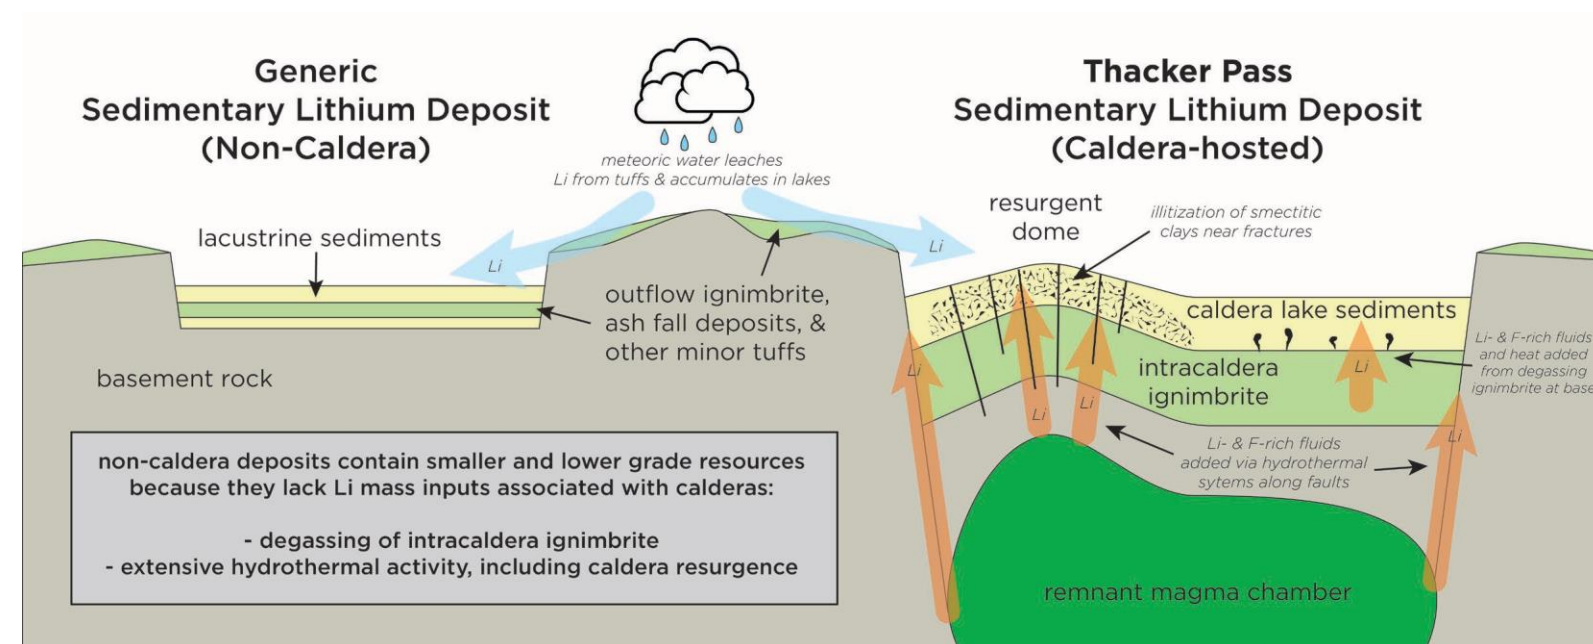 Generic
Sedimentary Lithium Deposit
(Non-Caldera)
meteoric water leaches
Li from tuffs & accumulates in lakes
Thacker Pass
Sedimentary Lithium Deposit
(Caldera-hosted)
lacustrine sediments
Li
outflow ignimbrite,
ash fall deposits, &
other minor tuffs
basement rock
Li
resurgent
dome
illitization of smectitic
clays near fractures
caldera lake sediments
Li- & F-rich fluids
and heat added
from degassing
ignimbrite at base
intracaldera
ignimbrite
Li
Li
Li
Li
Li
Li- & F-rich fluids
added via hydrothermal
sytems along faults
remnant magma chamber
non-caldera deposits contain smaller and lower grade resources
because they lack Li mass inputs associated with calderas:
- degassing of intracaldera ignimbrite
- extensive hydrothermal activity, including caldera resurgence